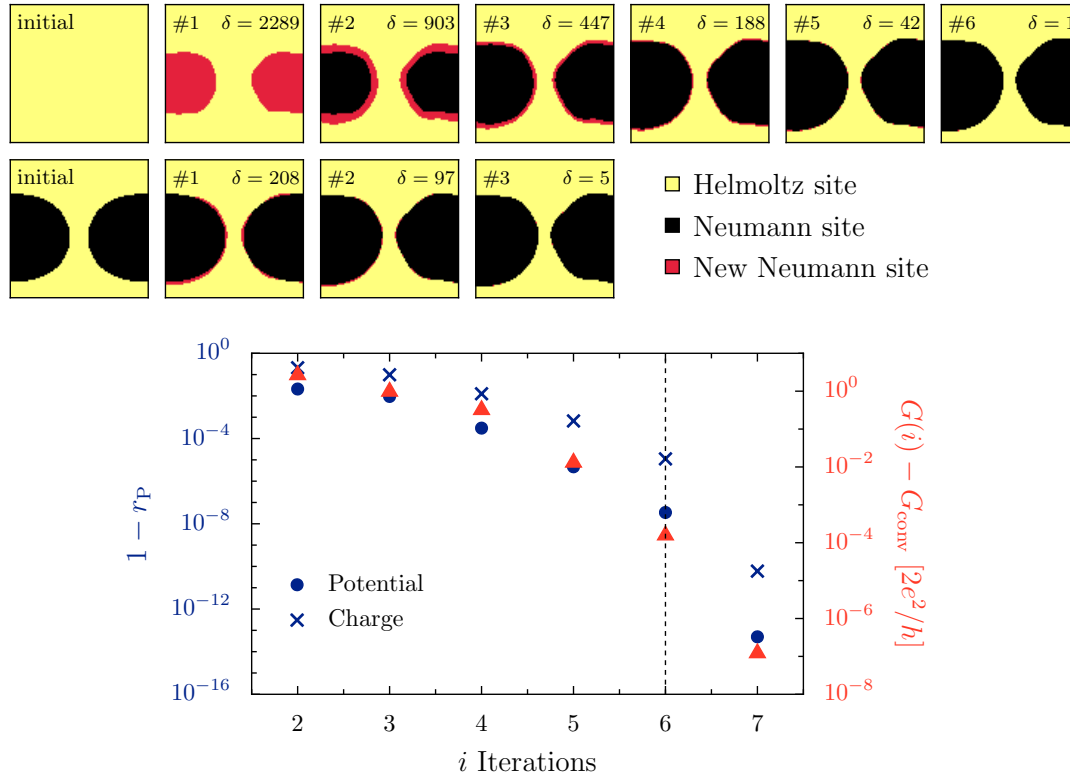 initial
#1 δ = 2289
#2 δ = 903
#3 δ = 447
#4 δ = 188
#5 δ = 42
#6 δ = 1
initial
#1 δ = 208
#2 δ = 97
#3 δ = 5
Helmoltz site
Neumann site
New Neumann site
10^0
10^-4
10^-8
10^-12
10^-16
1 − r_P
Potential
Charge
10^0
10^-2
10^-4
10^-6
10^-8
G(i) − G_conv [2e^2/h]
2 3 4 5 6 7
i Iterations